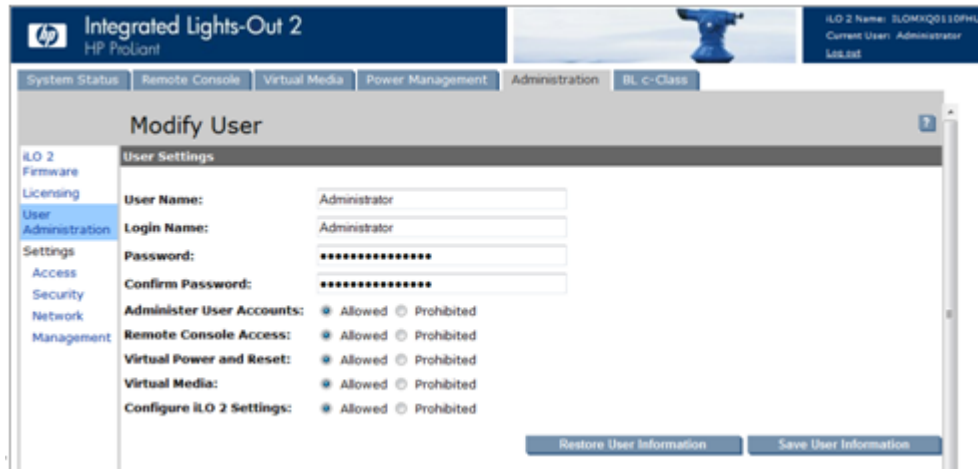 hp
Integrated Lights-Out 2
HP ProLiant
iLO 2 Name:
Current User: Administrator
Log out
System Status Remote Console Virtual Media Power Management Administration BL c-Class
Modify User
?
iLO 2 Firmware
Licensing
User Administration
Settings
Access
Security
Network
Management
User Settings
User Name: Administrator
Login Name: Administrator
Password: •••••••••••••••
Confirm Password: •••••••••••••••
Administer User Accounts: Allowed Prohibited
Remote Console Access: Allowed Prohibited
Virtual Power and Reset: Allowed Prohibited
Virtual Media: Allowed Prohibited
Configure iLO 2 Settings: Allowed Prohibited
Restore User Information Save User Information